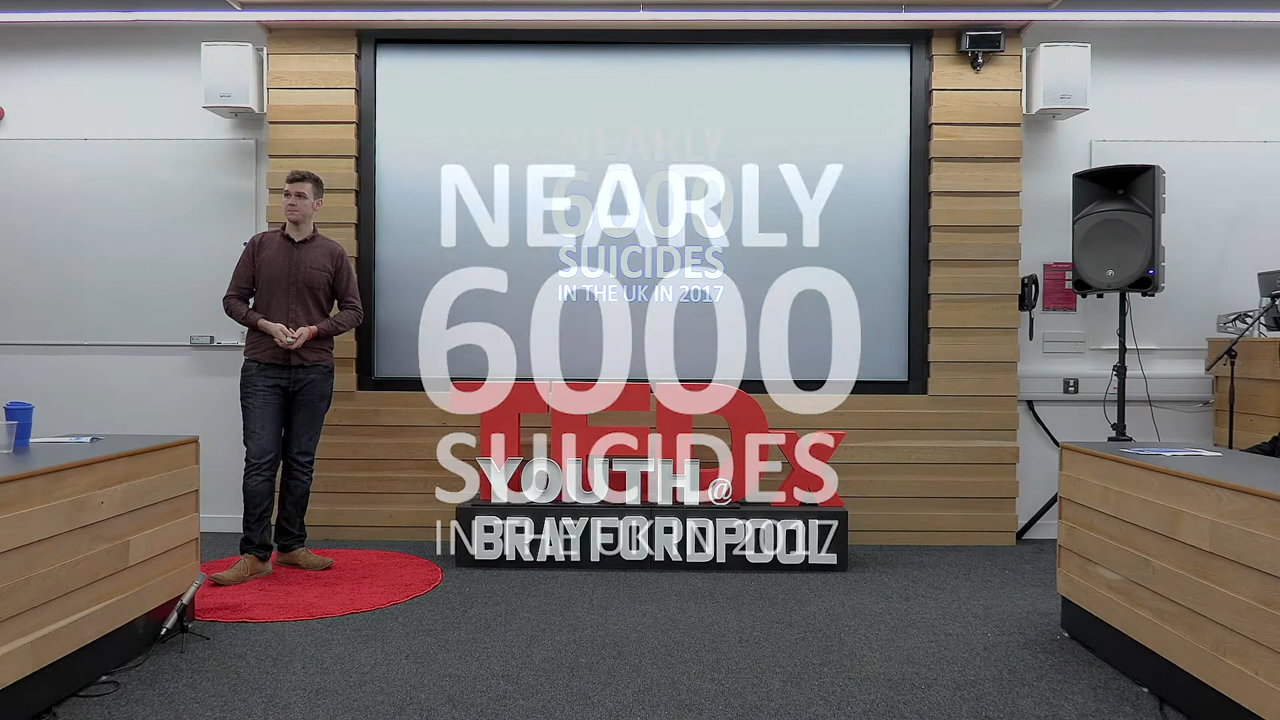 NEARLY
6000
SUICIDES
IN THE UK IN 2017
NEARLY
6000
SUICIDES
IN THE UK IN 2017
TEDx
YOUTH@
BRAYFORDPOOL